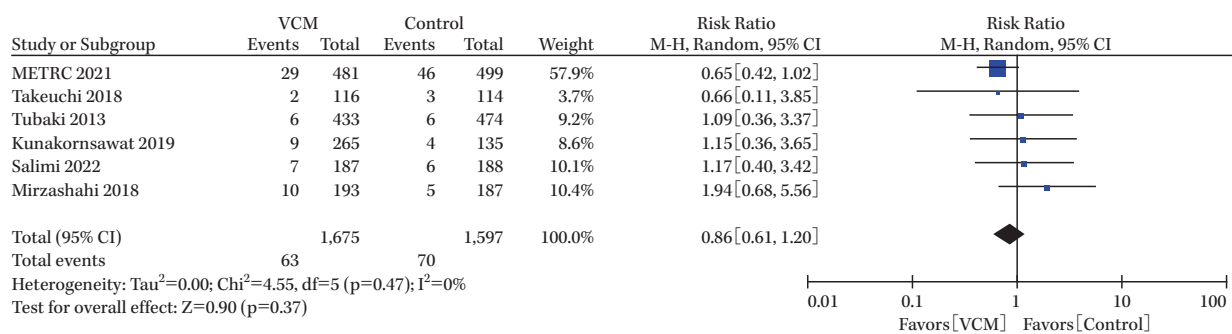 VCM Control Risk Ratio Risk Ratio
Study or Subgroup Events Total Events Total Weight M-H, Random, 95% CI M-H, Random, 95% CI
METRC 2021 29 481 46 499 57.9% 0.65[0.42, 1.02]
Takeuchi 2018 2 116 3 114 3.7% 0.66[0.11, 3.85]
Tubaki 2013 6 433 6 474 9.2% 1.09[0.36, 3.37]
Kunakornsawat 2019 9 265 4 135 8.6% 1.15[0.36, 3.65]
Salimi 2022 7 187 6 188 10.1% 1.17[0.40, 3.42]
Mirzashahi 2018 10 193 5 187 10.4% 1.94[0.68, 5.56]
Total (95% CI) 1,675 1,597 100.0% 0.86[0.61, 1.20]
Total events 63 70
Heterogeneity: Tau²=0.00; Chi²=4.55, df=5 (p=0.47); I²=0%
Test for overall effect: Z=0.90 (p=0.37)
0.01 0.1 1 10 100
Favors[VCM] Favors[Control]